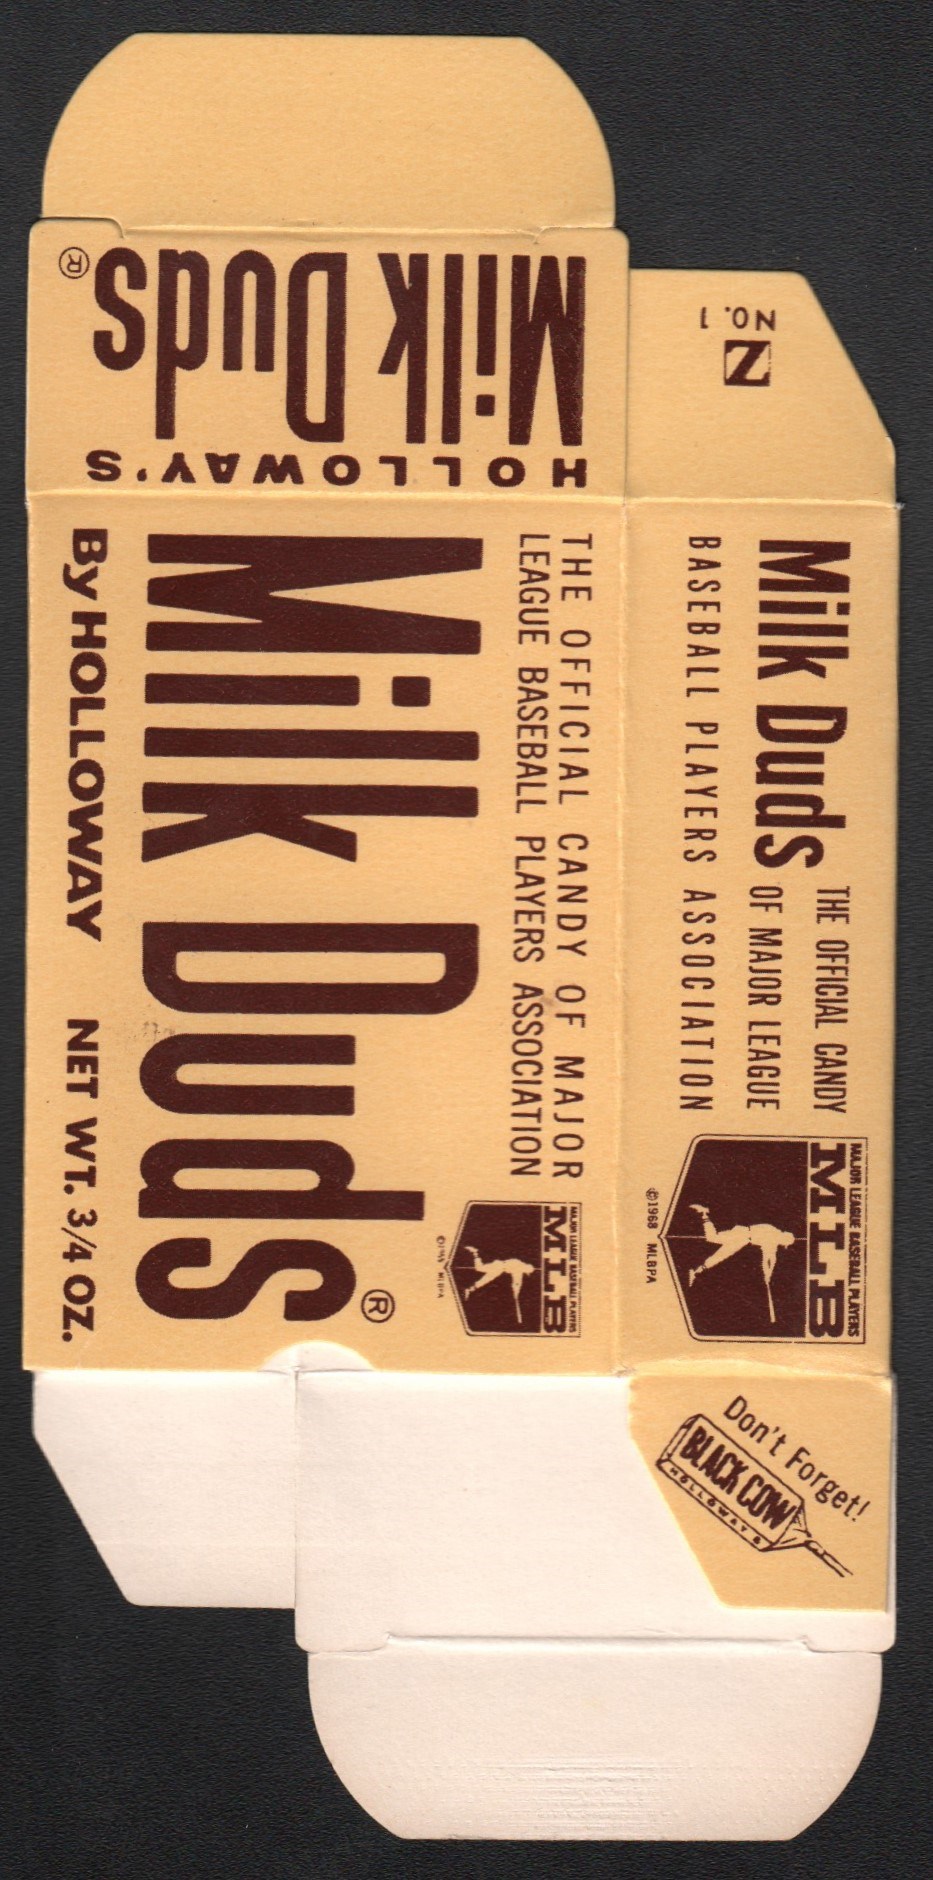 HOLLOWAY'S
Milk Duds®
Z
NO. 1
THE OFFICIAL CANDY OF MAJOR
LEAGUE BASEBALL PLAYERS ASSOCIATION
Milk Duds®
By HOLLOWAY NET WT. 3/4 OZ.
MAJOR LEAGUE BASEBALL PLAYERS
MLB
MLBPA
Milk Duds THE OFFICIAL CANDY
OF MAJOR LEAGUE
BASEBALL PLAYERS ASSOCIATION
MAJOR LEAGUE BASEBALL PLAYERS
MLB
©1968 MLBPA
Don't Forget!
BLACK COW
HOLLOWAY'S